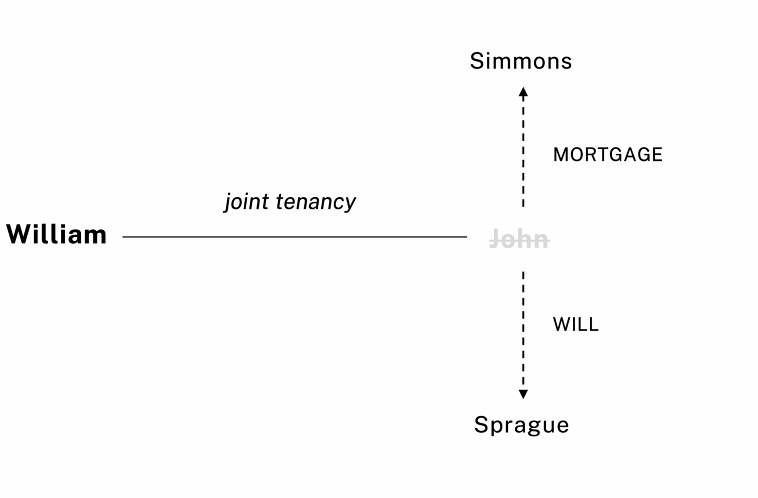 Simmons
MORTGAGE
joint tenancy
William
John
WILL
Sprague